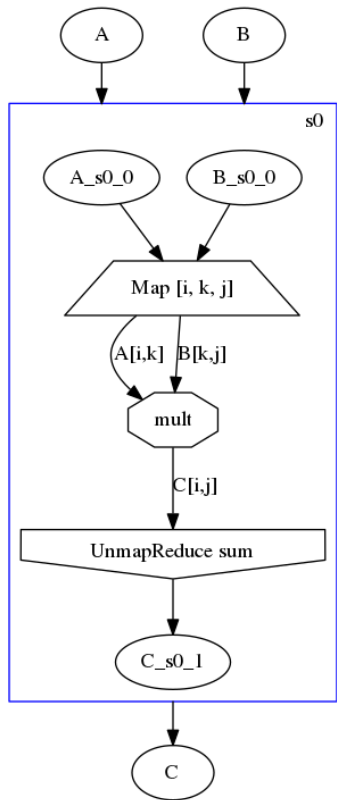 A
B
s0
A_s0_0
B_s0_0
Map [i, k, j]
A[i,k]
B[k,j]
mult
C[i,j]
UnmapReduce sum
C_s0_1
C